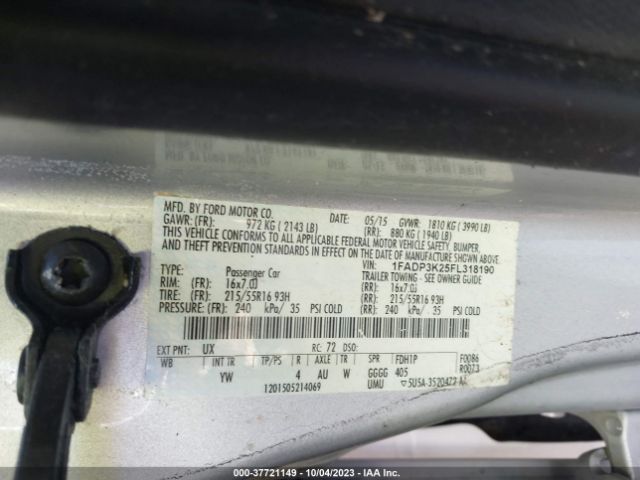 MFD. BY FORD MOTOR CO.
DATE: 05/15 GVWR: 1810 KG ( 3990 LB)
GAWR: (FR): 972 KG ( 2143 LB) (RR): 880 KG ( 1940 LB)
THIS VEHICLE CONFORMS TO ALL APPLICABLE FEDERAL MOTOR VEHICLE SAFETY, BUMPER,
AND THEFT PREVENTION STANDARDS IN EFFECT ON THE DATE OF MANUFACTURE SHOWN ABOVE.
VIN: 1FADP3K25FL318190
TYPE: Passenger Car TRAILER TOWING - SEE OWNER GUIDE
RIM: (FR): 16x7.0J (RR): 16x7.0J
TIRE: (FR): 215/55R16 93H (RR): 215/55R16 93H
PRESSURE: (FR): 240 kPa/ 35 PSI COLD (RR): 240 kPa/ 35 PSI COLD
EXT PNT: UX RC: 72 DSO: F0086
WB INT TR TP/PS R AXLE TR SPR FDH1P R0073
YW 4 AU W GGGG 405
1201505214069 UMU 5U5A-3520472
000-37721149 - 10/04/2023 - IAA Inc.